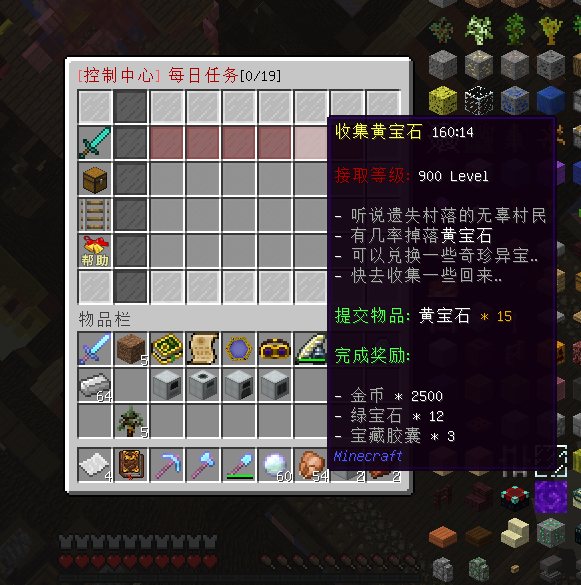 [控制中心] 每日任务[0/19]
收集黄宝石 160:14
接取等级: 900 Level
- 听说遗失村落的无辜村民
- 有几率掉落黄宝石
- 可以兑换一些奇珍异宝..
- 快去收集一些回来..
提交物品: 黄宝石 * 15
完成奖励:
- 金币 * 2500
- 绿宝石 * 12
- 宝藏胶囊 * 3
Minecraft
帮助
物品栏
5
64
5
4
60
54
2
2